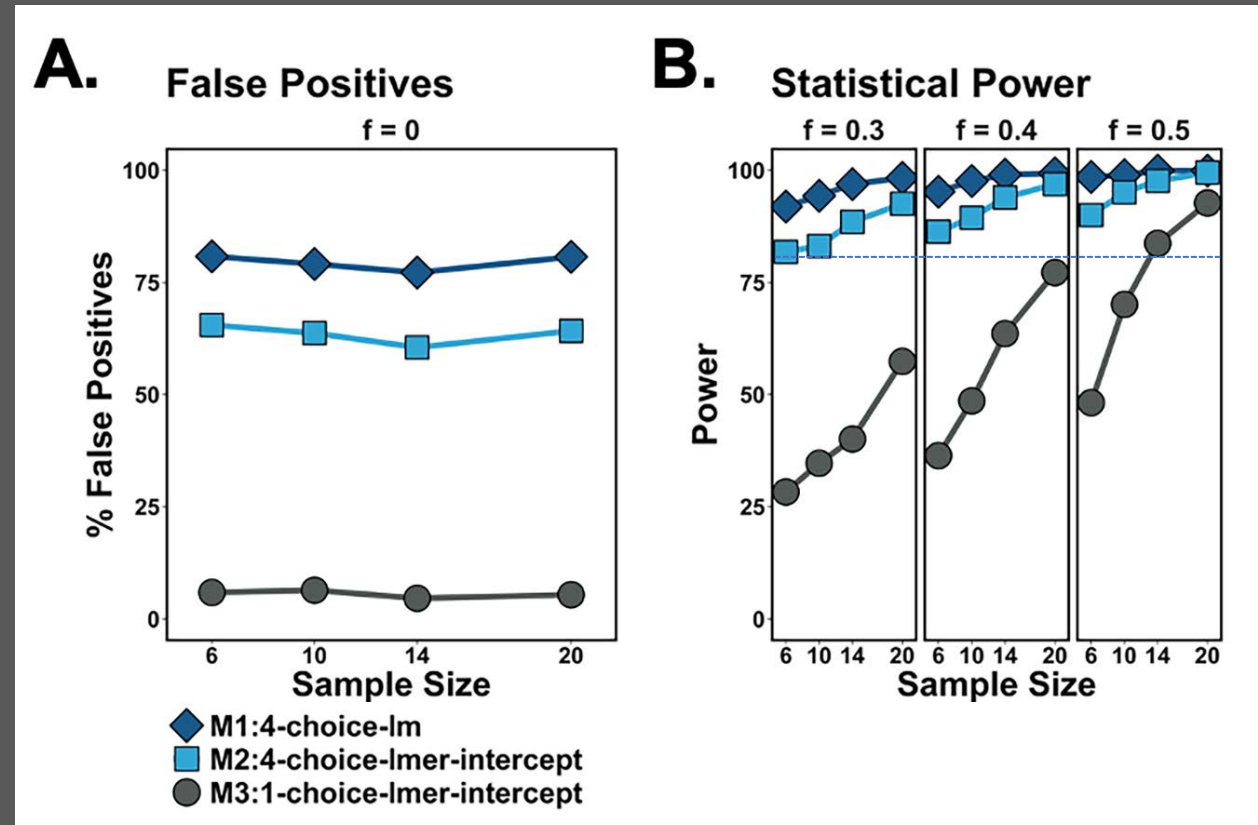 A.
False Positives
f = 0
% False Positives
100
75
50
25
0
6 10 14 20
Sample Size
B.
Statistical Power
f = 0.3 f = 0.4 f = 0.5
Power
100
75
50
25
0
6 10 14 20 6 10 14 20 6 10 14 20
Sample Size
M1:4-choice-lm
M2:4-choice-lmer-intercept
M3:1-choice-lmer-intercept